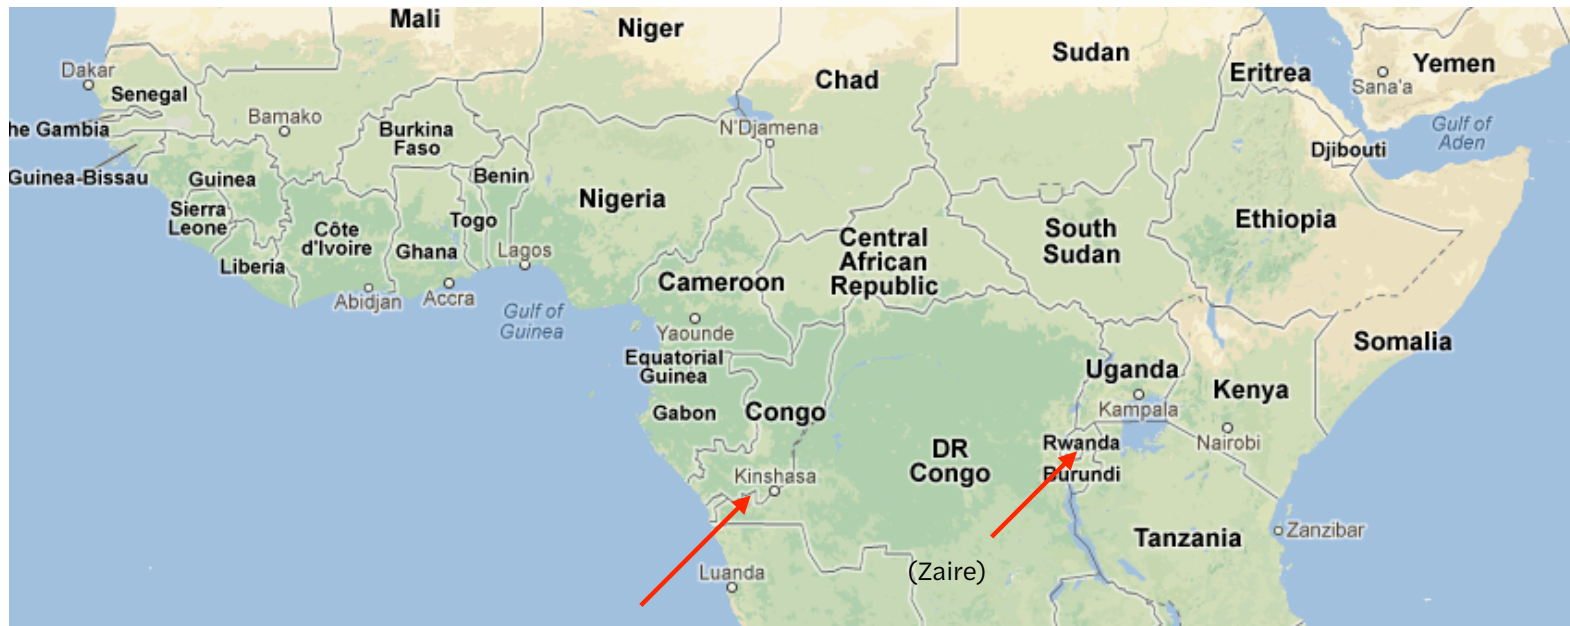 Mali
Niger
Sudan
Eritrea
Yemen
Sana'a
Dakar
Senegal
Chad
he Gambia
Bamako
Burkina
Faso
N'Djamena
Gulf of
Aden
Djibouti
Guinea-Bissau
Guinea
Benin
Nigeria
Sierra
Leone
Côte
d'Ivoire
Togo
Ghana
Lagos
Liberia
Central
African
Republic
South
Sudan
Ethiopia
Abidjan
Accra
Gulf of
Guinea
Cameroon
Yaounde
Equatorial
Guinea
Somalia
Uganda
Kampala
Kenya
Nairobi
Gabon
Congo
DR
Congo
Rwanda
Burundi
Kinshasa
Tanzania
Zanzibar
Luanda
(Zaire)